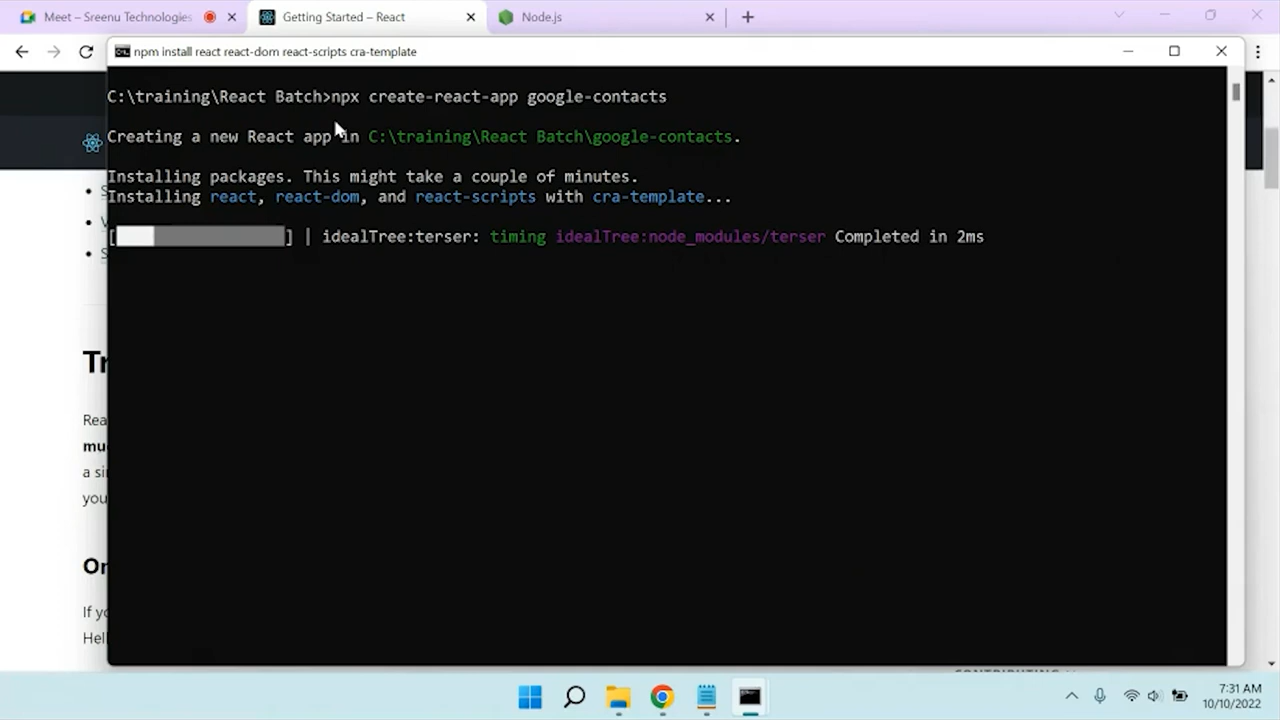 Meet – Sreenu Technologies
Getting Started – React
Node.js
npm install react react-dom react-scripts cra-template
C:\training\React Batch>npx create-react-app google-contacts
Creating a new React app in C:\training\React Batch\google-contacts.
Installing packages. This might take a couple of minutes.
Installing react, react-dom, and react-scripts with cra-template...
[ ] | idealTree:terser: timing idealTree:node_modules/terser Completed in 2ms
Tr
Rea
mu
a si
you
On
If yo
Hell
7:31 AM
10/10/2022